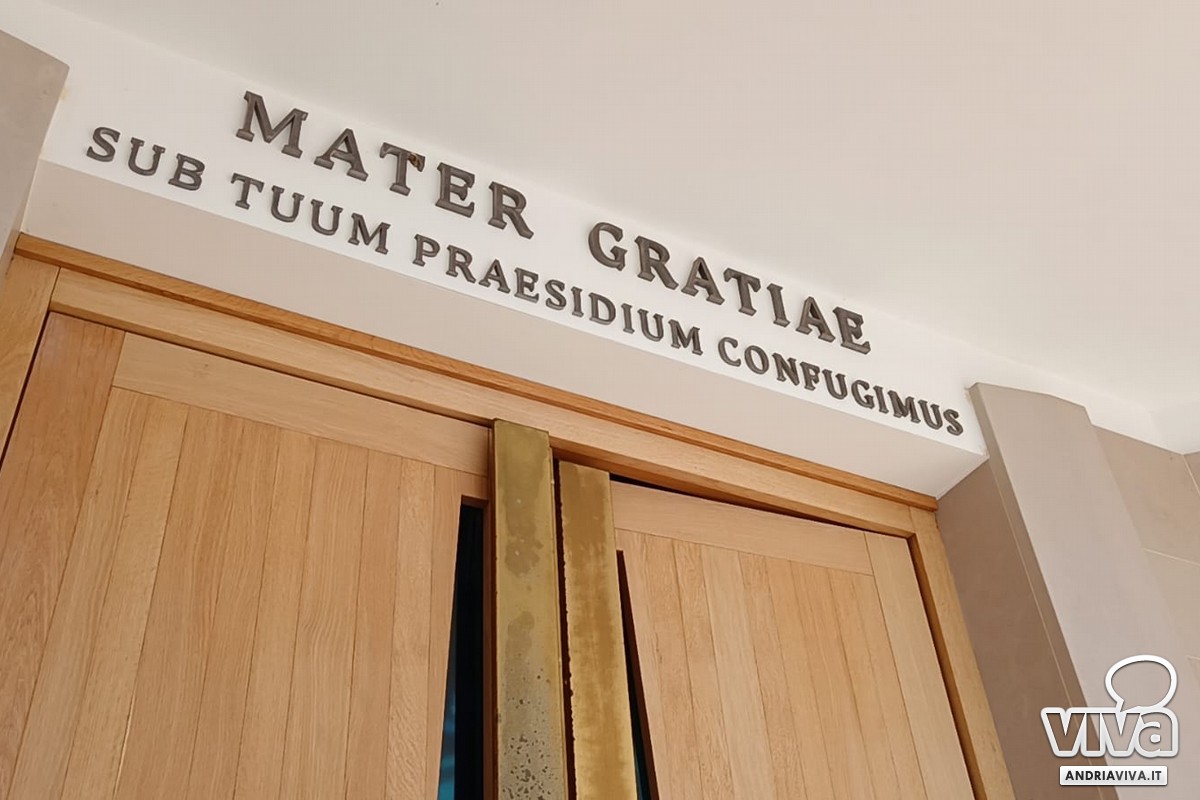 MATER GRATIAE
SUB TUUM PRAESIDIUM CONFUGIMUS
viva
ANDRIAVIVA.IT